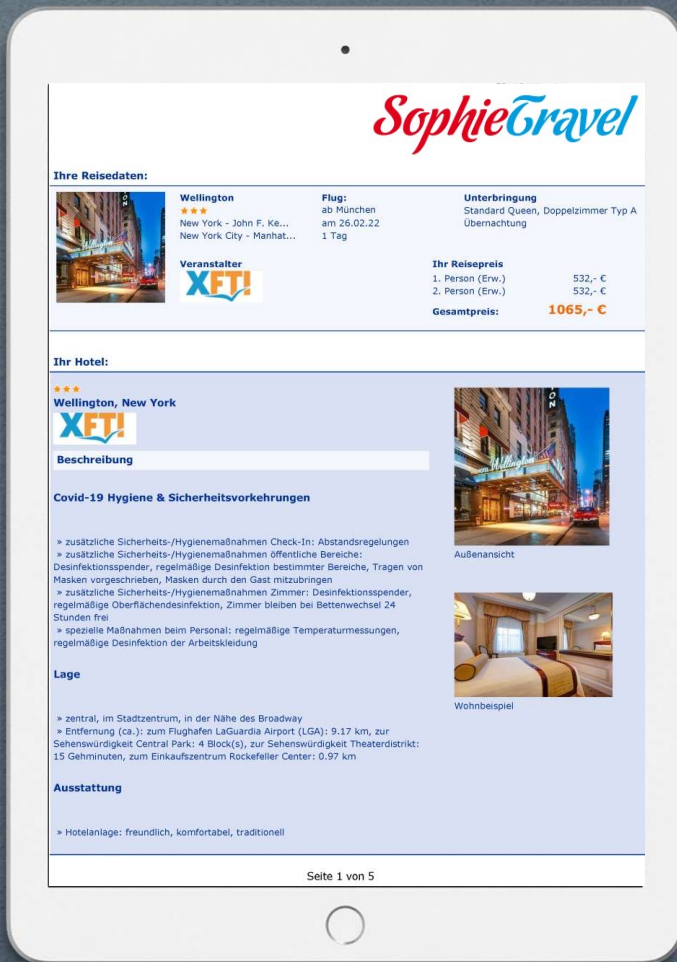 SophieTravel
Ihre Reisedaten:
Wellington
New York - John F. Ke...
New York City - Manhat...
Veranstalter
XFTI
Flug:
ab München
am 26.02.22
1 Tag
Unterbringung
Standard Queen, Doppelzimmer Typ A
Übernachtung
Ihr Reisepreis
1. Person (Erw.) 532,- €
2. Person (Erw.) 532,- €
Gesamtpreis: 1065,- €
Ihr Hotel:
Wellington, New York
XFTI
Beschreibung
Covid-19 Hygiene & Sicherheitsvorkehrungen
» zusätzliche Sicherheits-/Hygienemaßnahmen Check-In: Abstandsregelungen
» zusätzliche Sicherheits-/Hygienemaßnahmen öffentliche Bereiche:
Desinfektionsspender, regelmäßige Desinfektion bestimmter Bereiche, Tragen von
Masken vorgeschrieben, Masken durch den Gast mitzubringen
» zusätzliche Sicherheits-/Hygienemaßnahmen Zimmer: Desinfektionsspender,
regelmäßige Oberflächendesinfektion, Zimmer bleiben bei Bettenwechsel 24
Stunden frei
» spezielle Maßnahmen beim Personal: regelmäßige Temperaturmessungen,
regelmäßige Desinfektion der Arbeitskleidung
Lage
» zentral, im Stadtzentrum, in der Nähe des Broadway
» Entfernung (ca.): zum Flughafen LaGuardia Airport (LGA): 9.17 km, zur
Sehenswürdigkeit Central Park: 4 Block(s), zur Sehenswürdigkeit Theaterdistrikt:
15 Gehminuten, zum Einkaufszentrum Rockefeller Center: 0.97 km
Ausstattung
» Hotelanlage: freundlich, komfortabel, traditionell
Wellington
Außenansicht
Wohnbeispiel
Seite 1 von 5